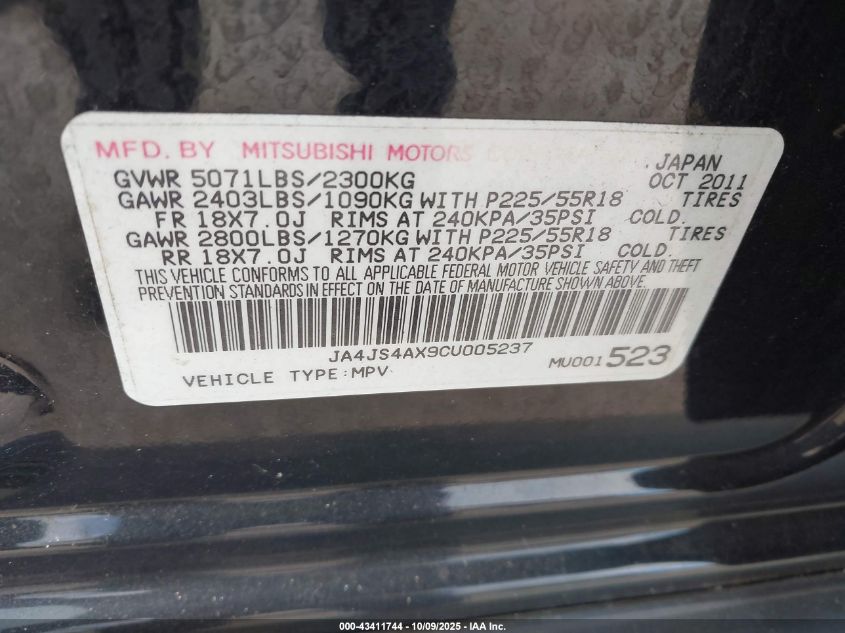 MFD. BY MITSUBISHI MOTORS JAPAN
GVWR 5071LBS/2300KG OCT 2011
GAWR 2403LBS/1090KG WITH P225/55R18 TIRES
FR 18X7.0J RIMS AT 240KPA/35PSI COLD.
GAWR 2800LBS/1270KG WITH P225/55R18 TIRES
RR 18X7.0J RIMS AT 240KPA/35PSI COLD.
THIS VEHICLE CONFORMS TO ALL APPLICABLE FEDERAL MOTOR VEHICLE SAFETY AND THEFT
PREVENTION STANDARDS IN EFFECT ON THE DATE OF MANUFACTURE SHOWN ABOVE.
JA4JS4AX9CU005237
MU001523
VEHICLE TYPE:MPV
000-43411744 - 10/09/2025 - IAA Inc.